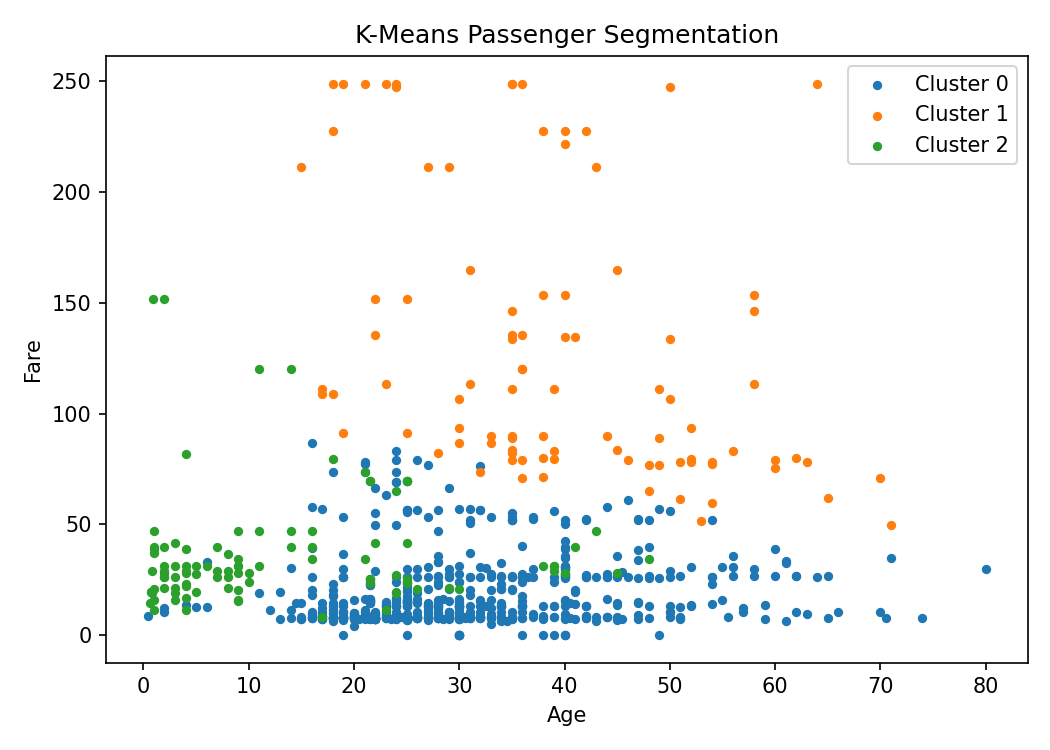 K-Means Passenger Segmentation
Cluster 0
Cluster 1
Cluster 2
250
200
150
100
50
0
Fare
0 10 20 30 40 50 60 70 80
Age